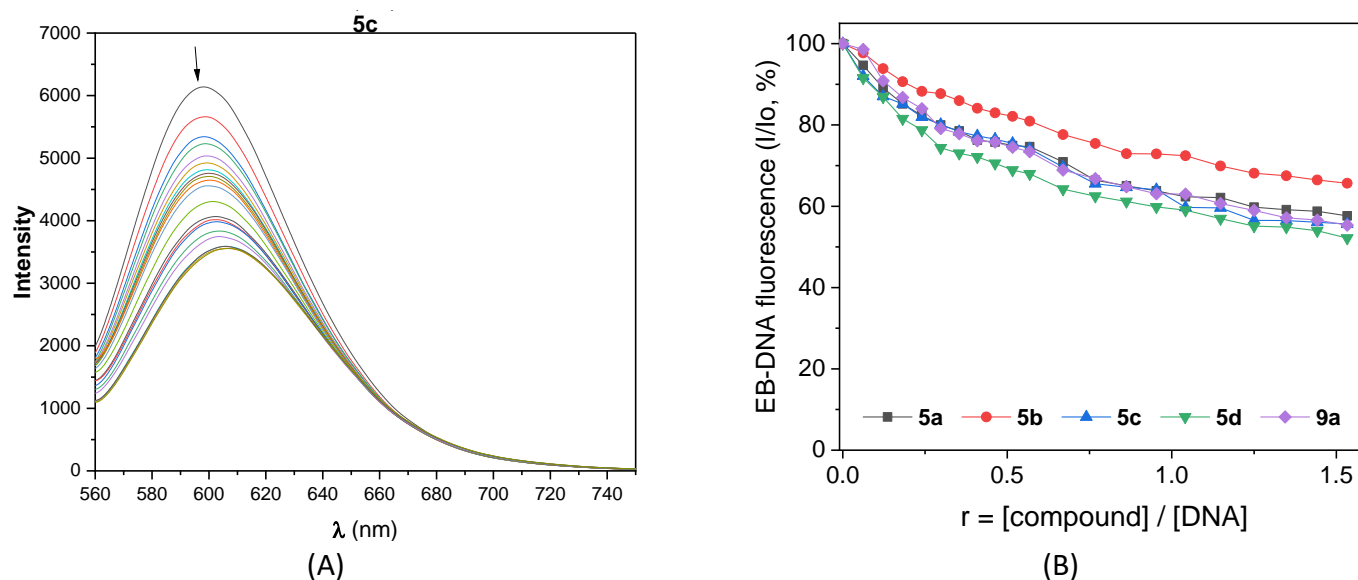 5c
7000
6000
5000
4000
3000
2000
1000
0
Intensity
560 580 600 620 640 660 680 700 720 740
λ (nm)
(A)
100
80
60
40
20
0
EB-DNA fluorescence (I/Io, %)
5a 5b 5c 5d 9a
0.0 0.5 1.0 1.5
r = [compound] / [DNA]
(B)